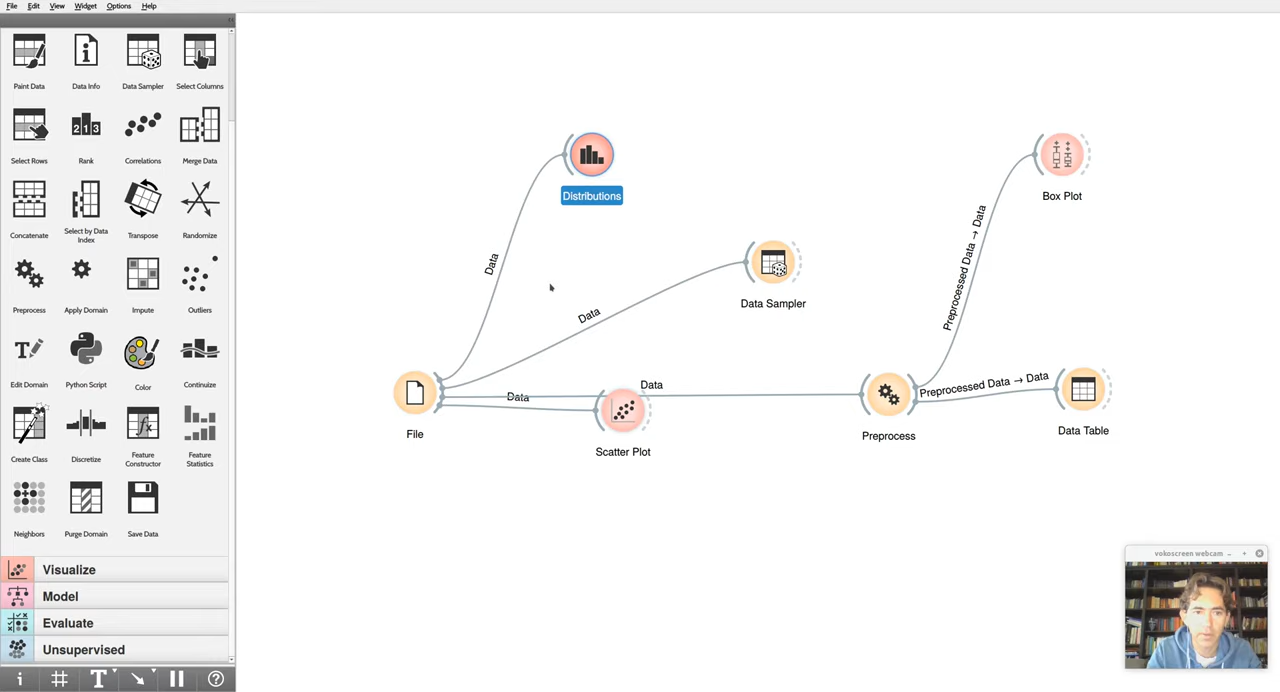 File Edit View Widget Options Help
Paint Data Data Info Data Sampler Select Columns
Select Rows Rank Correlations Merge Data
Concatenate Select by Data Index Transpose Randomize
Preprocess Apply Domain Impute Outliers
Edit Domain Python Script Color Continuize
Create Class Discretize Feature Constructor Feature Statistics
Neighbors Purge Domain Save Data
Visualize
Model
Evaluate
Unsupervised
Distributions
Data
Data
Data Sampler
Data
Data
File
Scatter Plot
Preprocess
Preprocessed Data → Data
Box Plot
Preprocessed Data → Data
Data Table
vokoscreen webcam